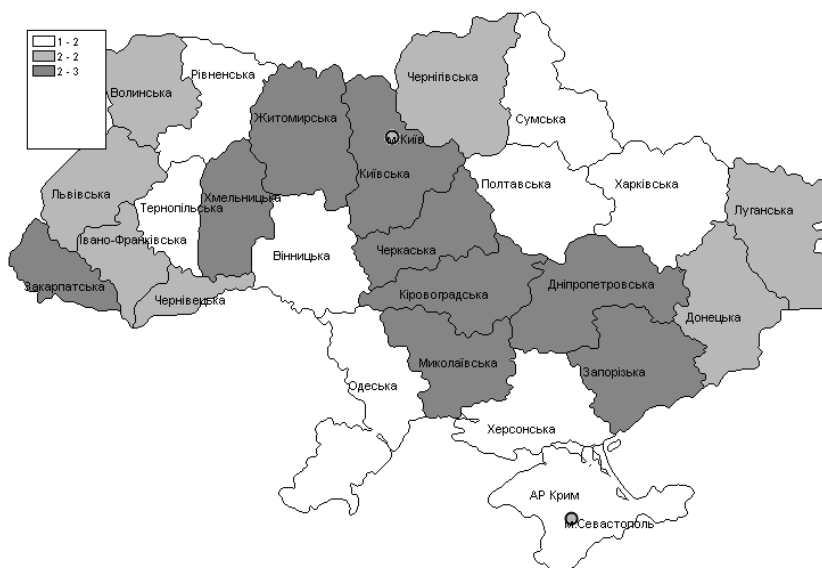 1 - 2
2 - 2
2 - 3
Волинська
Рівненська
Житомирська
Чернігівська
Сумська
м.Київ
Київська
Львівська
Тернопільська
Хмельницька
Полтавська
Харківська
Луганська
Івано-Франківська
Закарпатська
Чернівецька
Вінницька
Черкаська
Кіровоградська
Дніпропетровська
Донецька
Одеська
Миколаївська
Запорізька
Херсонська
АР Крим
м.Севастополь